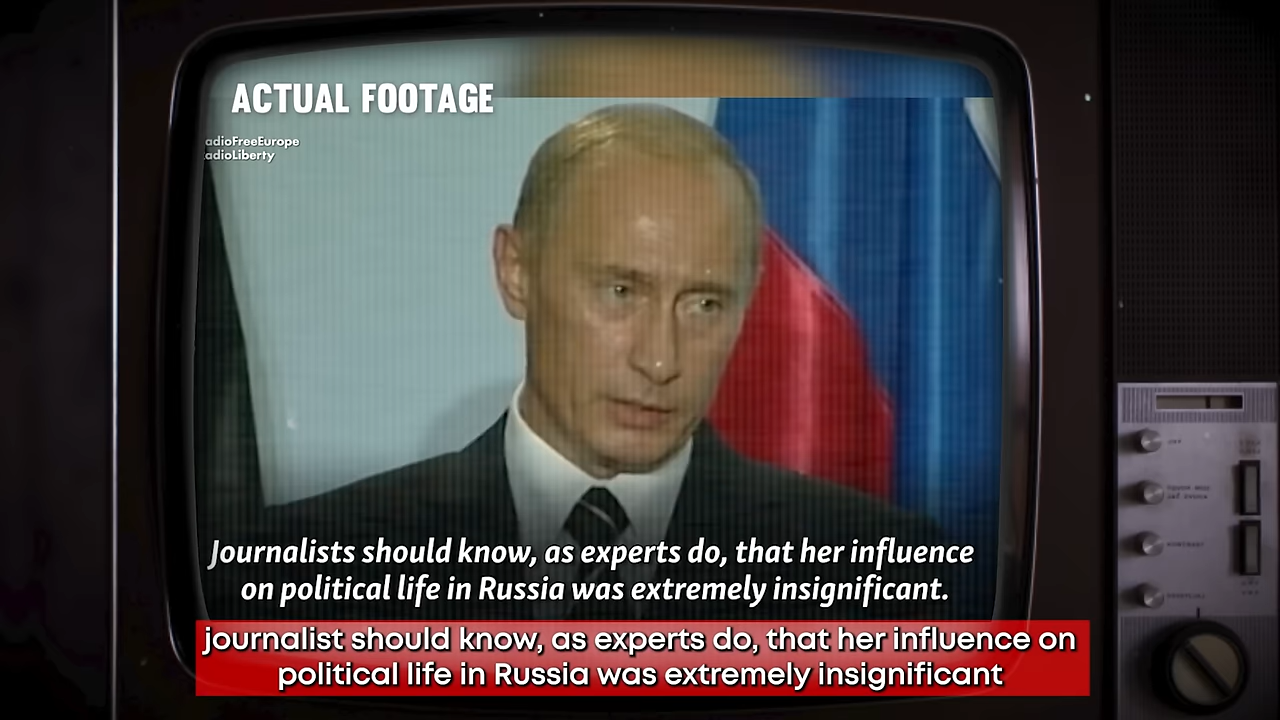 ACTUAL FOOTAGE
adioFreeEurope
adioLiberty
Journalists should know, as experts do, that her influence
on political life in Russia was extremely insignificant.
journalist should know, as experts do, that her influence on
political life in Russia was extremely insignificant